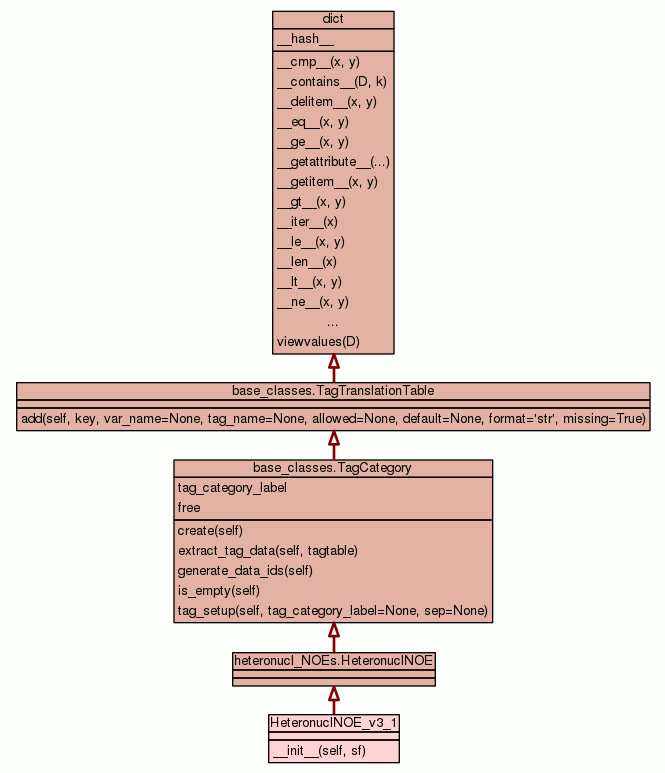 dict
__hash__
__cmp__(x, y)
__contains__(D, k)
__delitem__(x, y)
__eq__(x, y)
__ge__(x, y)
__getattribute__(...)
__getitem__(x, y)
__gt__(x, y)
__iter__(x)
__le__(x, y)
__len__(x)
__lt__(x, y)
__ne__(x, y)
...
viewvalues(D)
base_classes.TagTranslationTable
add(self, key, var_name=None, tag_name=None, allowed=None, default=None, format='str', missing=True)
base_classes.TagCategory
tag_category_label
free
create(self)
extract_tag_data(self, tagtable)
generate_data_ids(self)
is_empty(self)
tag_setup(self, tag_category_label=None, sep=None)
heteronucl_NOEs.HeteronuclNOE
HeteronuclNOE_v3_1
__init__(self, sf)